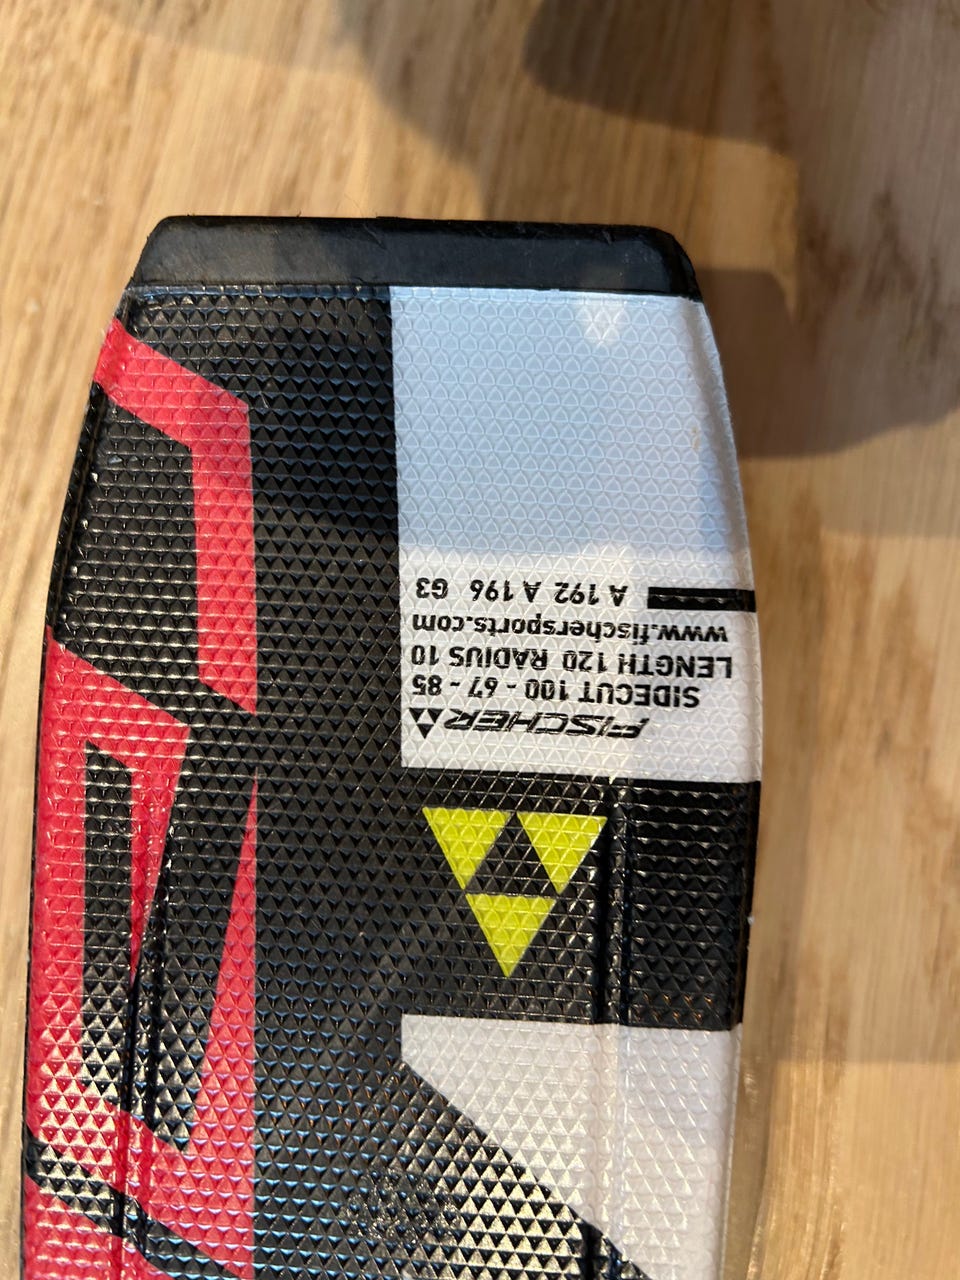 FISCHER
SIDECUT 100 - 67 - 85
LENGTH 120 RADIUS 10
www.fischersports.com
A 192 A 196 G3